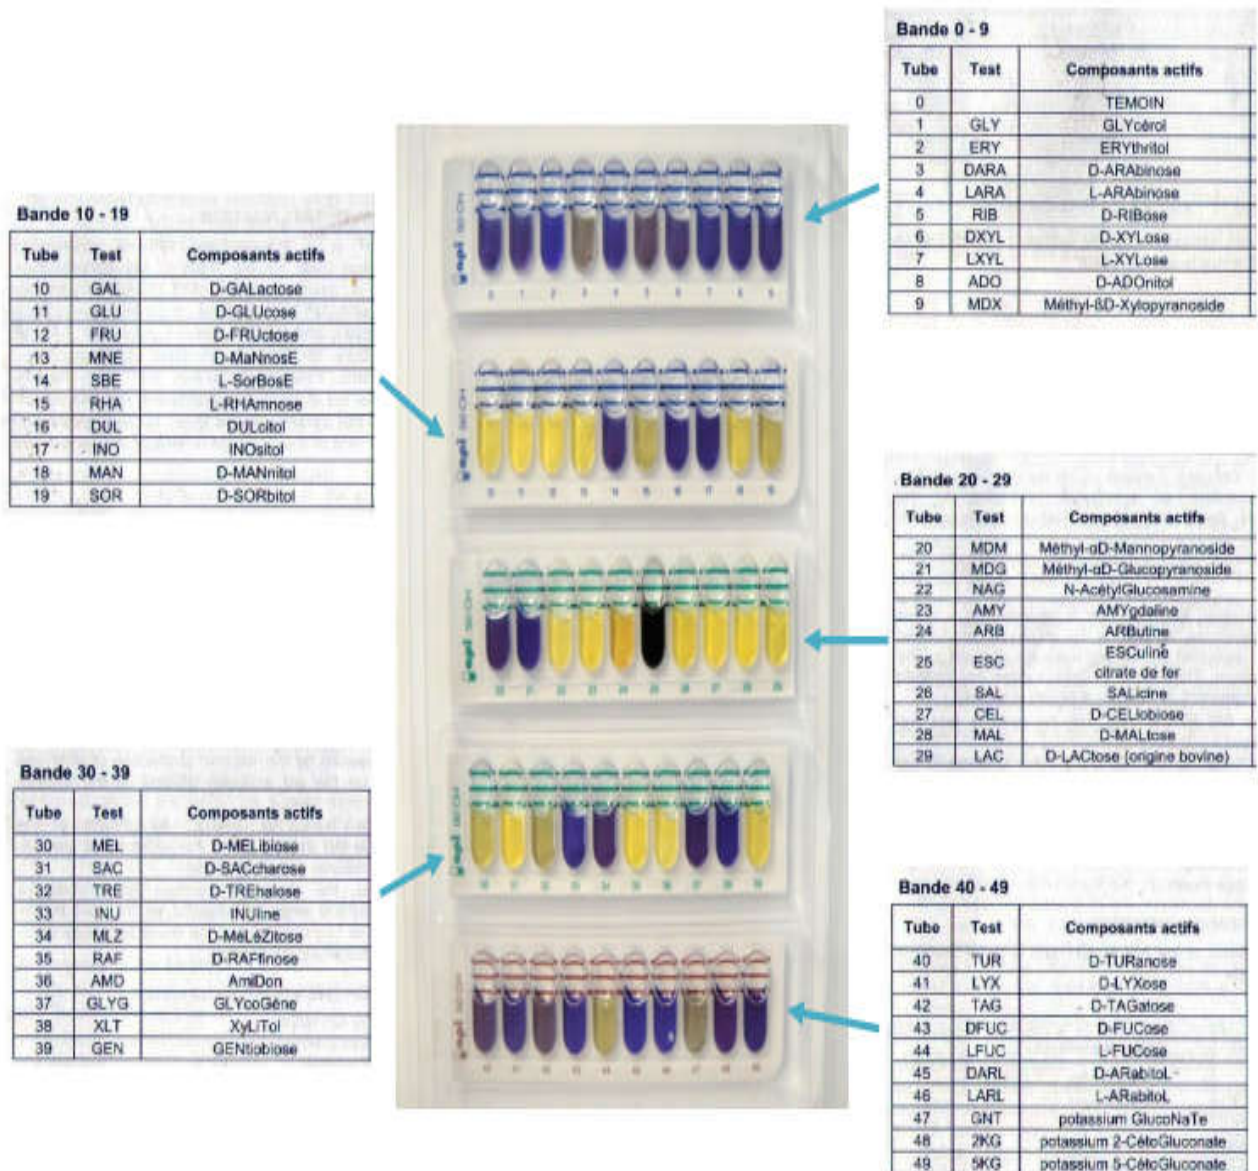 Bande 0 - 9
Tube Test Composants actifs
0 TEMOIN
1 GLY GLYcérol
2 ERY ERYthritol
3 DARA D-ARAbinose
4 LARA L-ARAbinose
5 RIB D-RIBose
6 DXYL D-XYLose
7 LXYL L-XYLose
8 ADO D-ADOnitol
9 MDX Méthyl-ßD-Xylopyranoside
Bande 10 - 19
Tube Test Composants actifs
10 GAL D-GALactose
11 GLU D-GLUcose
12 FRU D-FRUctose
13 MNE D-MaNnosE
14 SBE L-SorBosE
15 RHA L-RHAmnose
16 DUL DULcitol
17 INO INOsitol
18 MAN D-MANnitol
19 SOR D-SORbitol
Bande 20 - 29
Tube Test Composants actifs
20 MDM Méthyl-αD-Mannopyranoside
21 MDG Méthyl-αD-Glucopyranoside
22 NAG N-AcétylGlucosamine
23 AMY AMYgdaline
24 ARB ARButine
25 ESC ESCuline
citrate de fer
26 SAL SALicine
27 CEL D-CELlobiose
28 MAL D-MALtose
29 LAC D-LACtose (origine bovine)
Bande 30 - 39
Tube Test Composants actifs
30 MEL D-MELibiose
31 SAC D-SACcharose
32 TRE D-TREhalose
33 INU INUline
34 MLZ D-MéLéZitose
35 RAF D-RAFfinose
36 AMD AmiDon
37 GLYG GLYcoGène
38 XLT XyLiTol
39 GEN GENtiobiose
Bande 40 - 49
Tube Test Composants actifs
40 TUR D-TURanose
41 LYX D-LYXose
42 TAG D-TAGatose
43 DFUC D-FUCose
44 LFUC L-FUCose
45 DARL D-ARabitoL
46 LARL L-ARabitoL
47 GNT potassium GlucoNaTe
48 2KG potassium 2-CétoGluconate
49 5KG potassium 5-CétoGluconate